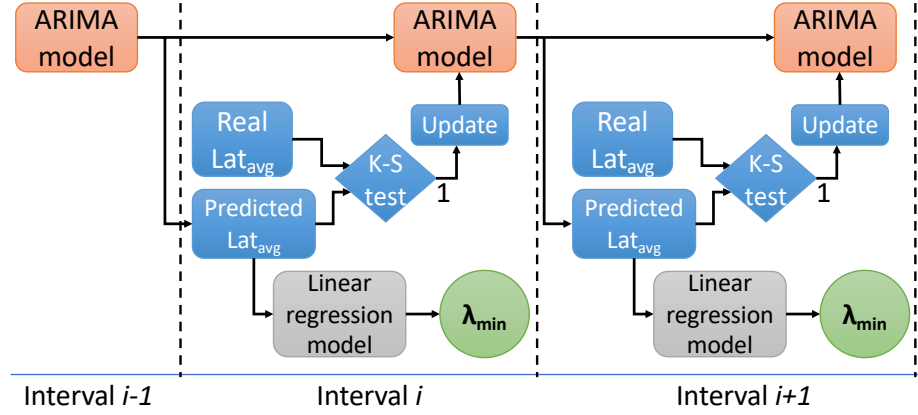 ARIMA
model
ARIMA
model
ARIMA
model
Real
Lat_avg
Update
K-S
test
1
Predicted
Lat_avg
Linear
regression
model
λ_min
Real
Lat_avg
Update
K-S
test
1
Predicted
Lat_avg
Linear
regression
model
λ_min
Interval i-1
Interval i
Interval i+1